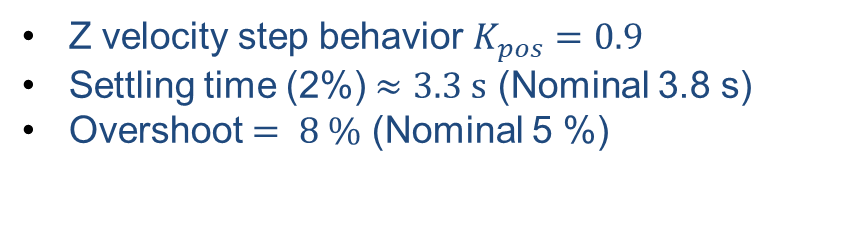 • Z velocity step behavior K_pos = 0.9
• Settling time (2%) ≈ 3.3 s (Nominal 3.8 s)
• Overshoot = 8 % (Nominal 5 %)